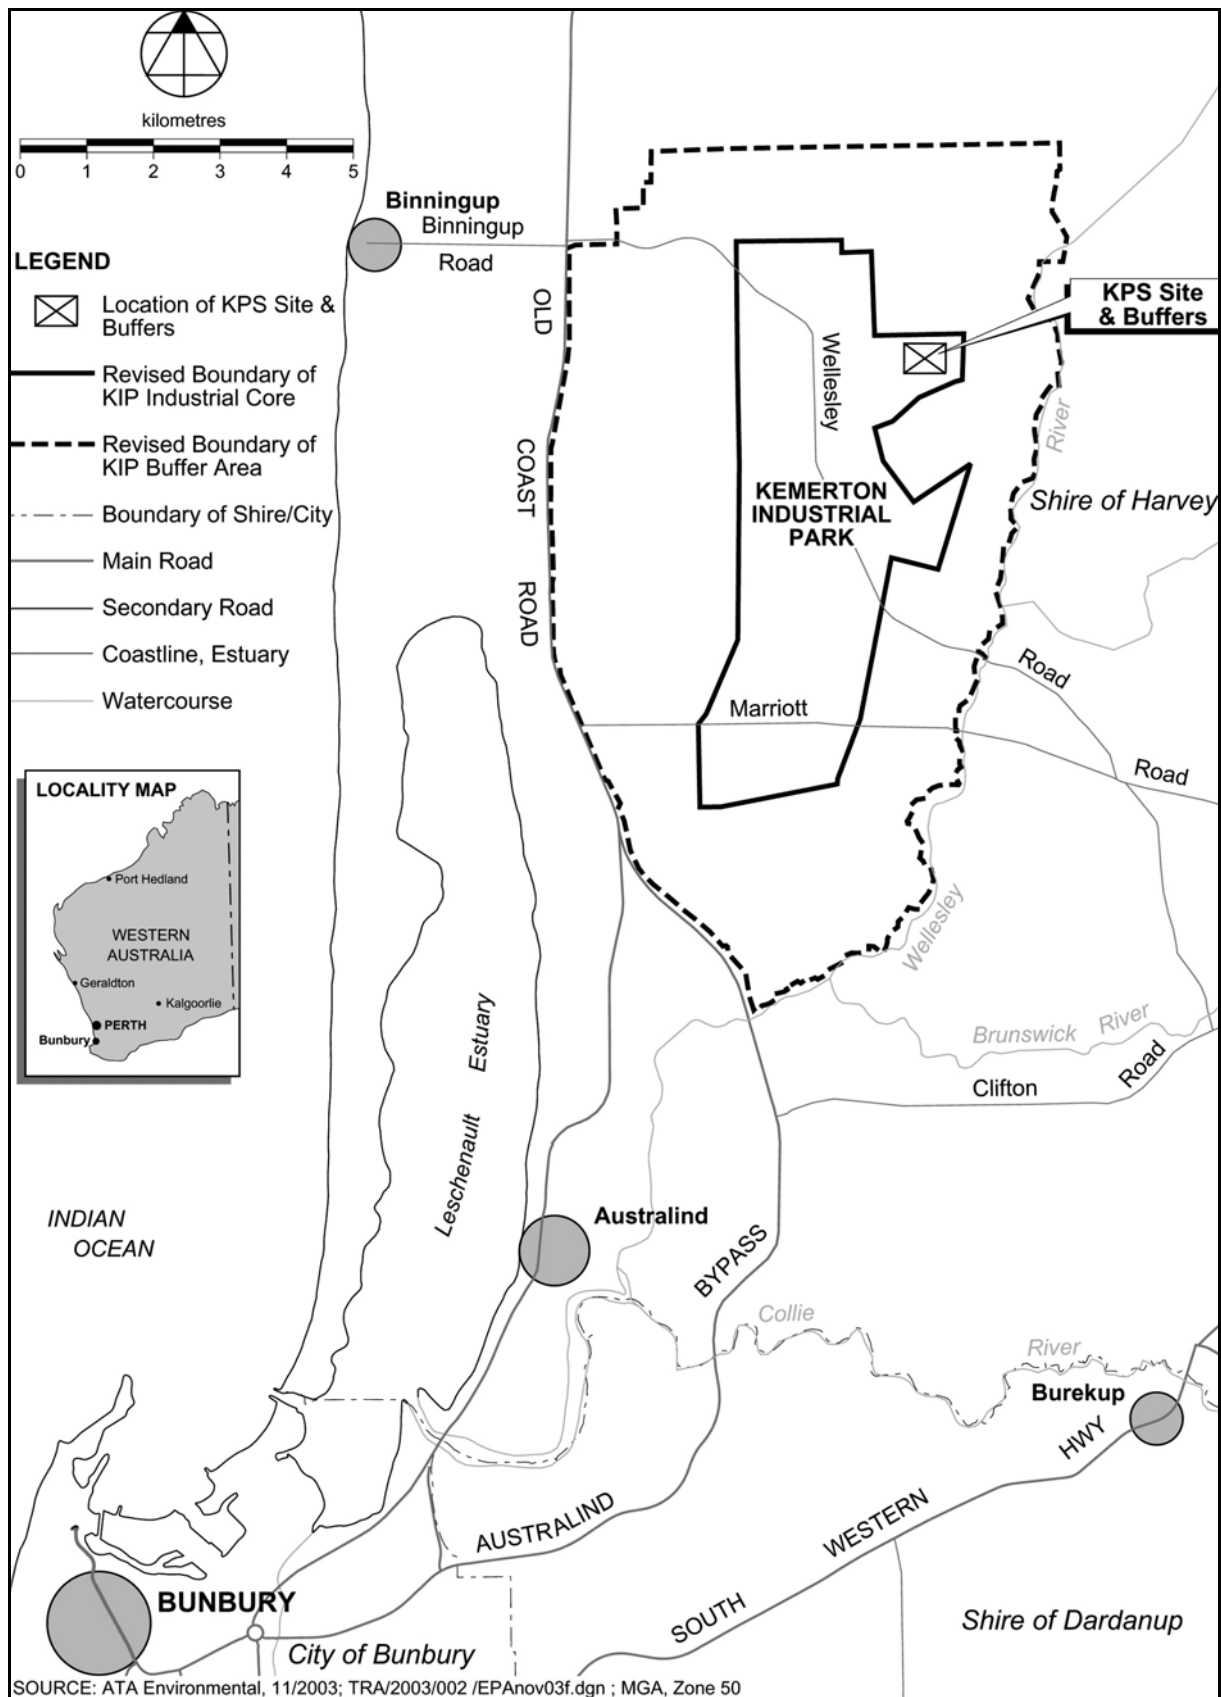 kilometres
0 1 2 3 4 5
Binningup
Binningup
Road
LEGEND
Location of KPS Site &
Buffers
Revised Boundary of
KIP Industrial Core
Revised Boundary of
KIP Buffer Area
Boundary of Shire/City
Main Road
Secondary Road
Coastline, Estuary
Watercourse
OLD
COAST
ROAD
KPS Site
& Buffers
Wellesley
River
Shire of Harvey
KEMERTON
INDUSTRIAL
PARK
Road
Marriott
Road
LOCALITY MAP
Port Hedland
WESTERN
AUSTRALIA
Geraldton
Kalgoorlie
PERTH
Bunbury
Wellesley
Brunswick River
Clifton Road
Leschenault Estuary
INDIAN
OCEAN
Australind
BYPASS
Collie
River
Burekup
HWY
WESTERN
AUSTRALIND
SOUTH
BUNBURY
City of Bunbury
Shire of Dardanup
SOURCE: ATA Environmental, 11/2003; TRA/2003/002 /EPAnov03f.dgn ; MGA, Zone 50